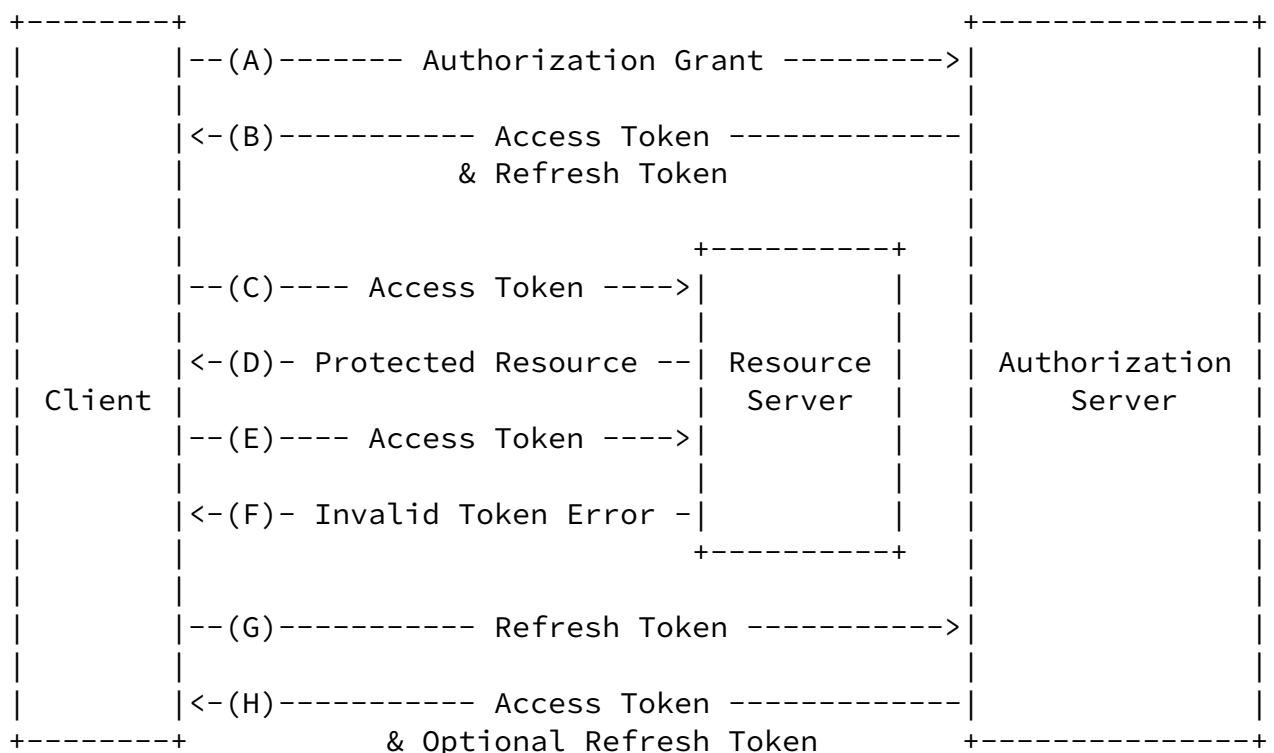 +--------+                                           +---------------+
|        |--(A)------- Authorization Grant --------->|               |
|        |                                           |               |
|        |<-(B)----------- Access Token -------------|               |
|        |               & Refresh Token             |               |
|        |                                           |               |
|        |                            +----------+   |               |
|        |--(C)---- Access Token ---->|          |   |               |
|        |                            |          |   |               |
|        |<-(D)- Protected Resource --| Resource |   | Authorization |
| Client |                            |  Server  |   |     Server    |
|        |--(E)---- Access Token ---->|          |   |               |
|        |                            |          |   |               |
|        |<-(F)- Invalid Token Error -|          |   |               |
|        |                            +----------+   |               |
|        |                                           |               |
|        |--(G)----------- Refresh Token ----------->|               |
|        |                                           |               |
|        |<-(H)----------- Access Token -------------|               |
+--------+           & Optional Refresh Token        +---------------+